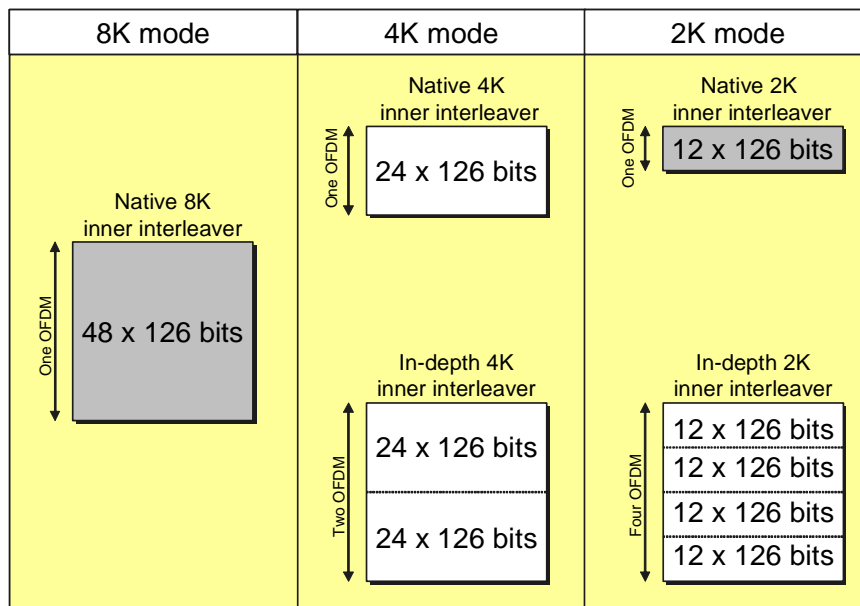 8K mode
4K mode
2K mode
Native 8K
inner interleaver
One OFDM
48 x 126 bits
Native 4K
inner interleaver
One OFDM
24 x 126 bits
In-depth 4K
inner interleaver
Two OFDM
24 x 126 bits
24 x 126 bits
Native 2K
inner interleaver
One OFDM
12 x 126 bits
In-depth 2K
inner interleaver
Four OFDM
12 x 126 bits
12 x 126 bits
12 x 126 bits
12 x 126 bits